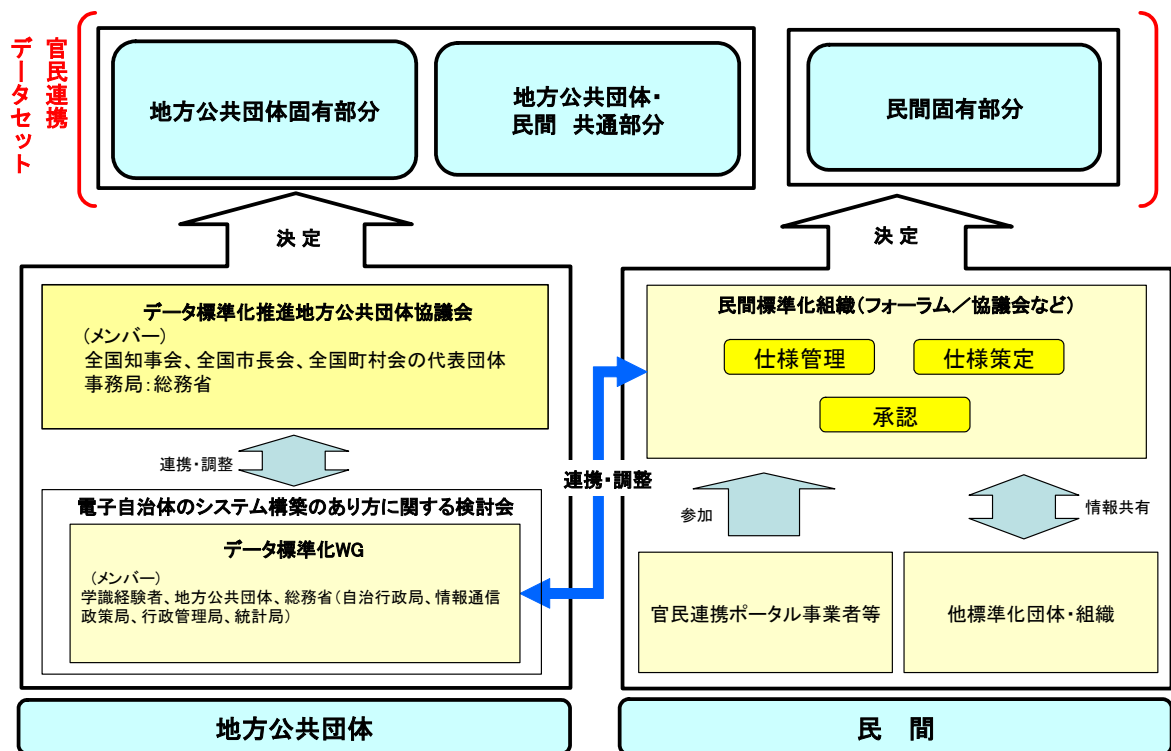 官民連携
データセット
地方公共団体固有部分
地方公共団体・
民間 共通部分
民間固有部分
決 定
決 定
データ標準化推進地方公共団体協議会
(メンバー)
全国知事会、全国市長会、全国町村会の代表団体
事務局:総務省
連携・調整
電子自治体のシステム構築のあり方に関する検討会
データ標準化WG
(メンバー)
学識経験者、地方公共団体、総務省(自治行政局、情報通信
政策局、行政管理局、統計局)
地方公共団体
連携・調整
民間標準化組織(フォーラム/協議会など)
仕様管理
仕様策定
承認
参加
情報共有
官民連携ポータル事業者等
他標準化団体・組織
民 間